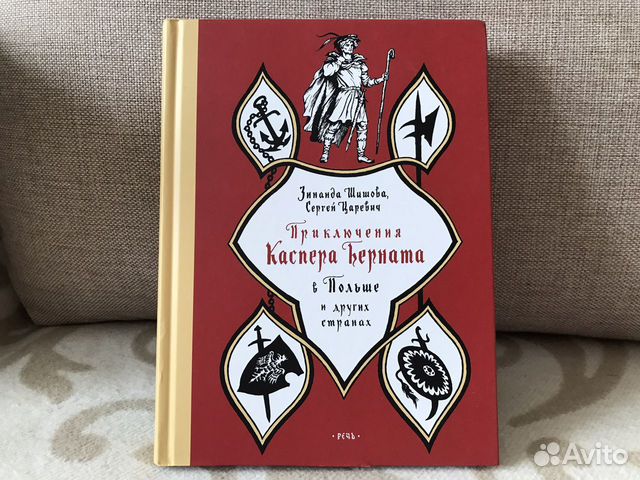 Зинаида Шишова,
Сергей Царевич
Приключения
Каспера Берната
в Польше
и других
странах
· РЕЧЬ ·
Avito